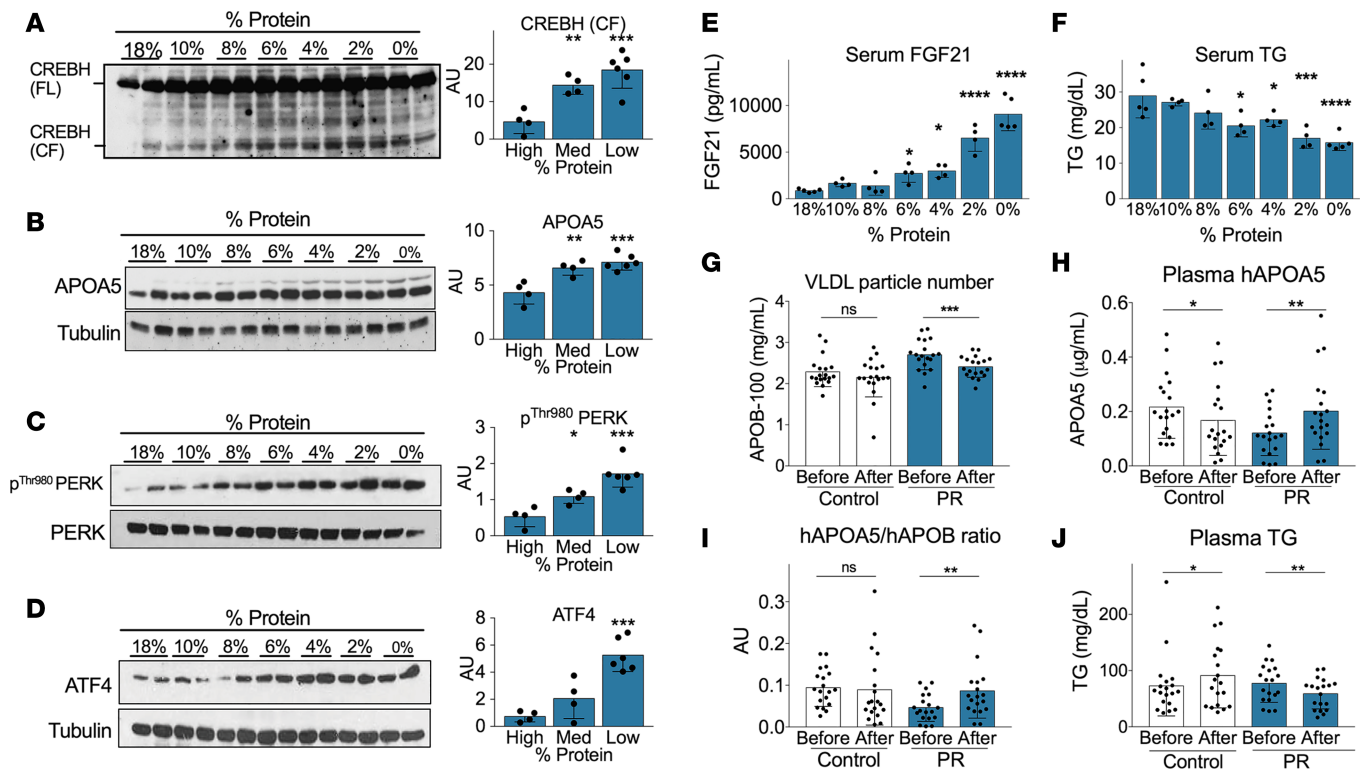 A
% Protein
18% 10% 8% 6% 4% 2% 0%
CREBH
(FL)
CREBH
(CF)
CREBH (CF)
** ***
AU
20
10
0
High Med Low
% Protein
B
% Protein
18% 10% 8% 6% 4% 2% 0%
APOA5
Tubulin
APOA5
** ***
AU
10
5
0
High Med Low
% Protein
C
% Protein
18% 10% 8% 6% 4% 2% 0%
pThr980 PERK
PERK
pThr980 PERK
* ***
AU
3
2
1
0
High Med Low
% Protein
D
% Protein
18% 10% 8% 6% 4% 2% 0%
ATF4
Tubulin
ATF4
***
AU
8
6
4
2
0
High Med Low
% Protein
E
Serum FGF21
FGF21 (pg/mL)
10000
5000
0
* * **** ****
18% 10% 8% 6% 4% 2% 0%
% Protein
F
Serum TG
TG (mg/dL)
30
20
10
0
* * *** ****
18% 10% 8% 6% 4% 2% 0%
% Protein
G
VLDL particle number
APOB-100 (mg/mL)
4
3
2
1
0
ns ***
Before After Before After
Control PR
H
Plasma hAPOA5
APOA5 (μg/mL)
0.6
0.4
0.2
0.0
* **
Before After Before After
Control PR
I
hAPOA5/hAPOB ratio
AU
0.3
0.2
0.1
0.0
ns **
Before After Before After
Control PR
J
Plasma TG
TG (mg/dL)
200
100
0
* **
Before After Before After
Control PR